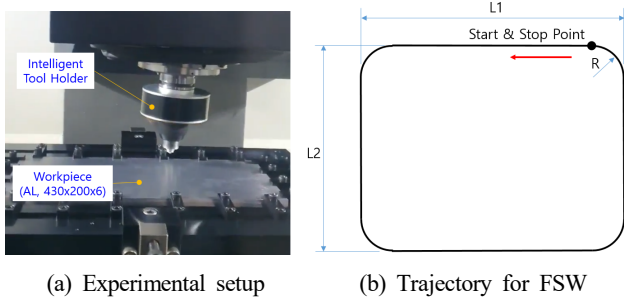 Intelligent
Tool Holder
Workpiece
(AL, 430x200x6)
L1
Start & Stop Point
R
L2
(a) Experimental setup
(b) Trajectory for FSW